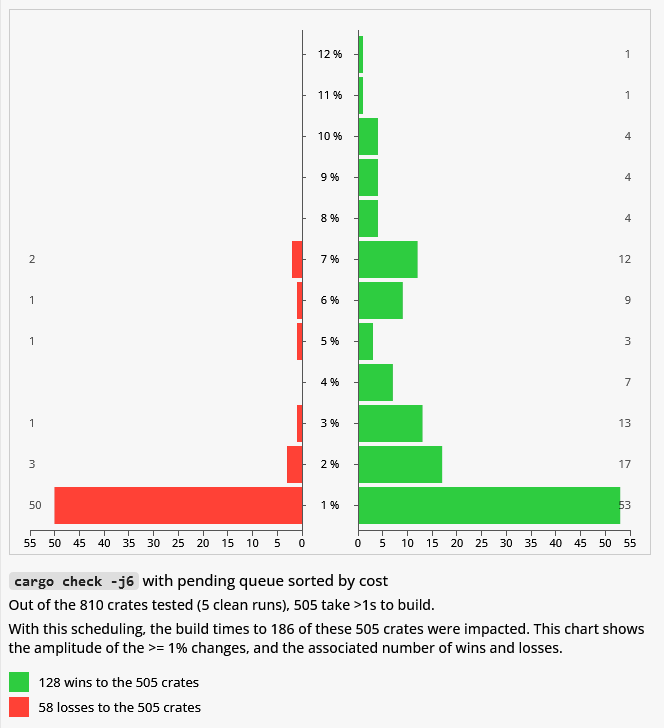 12 % 1
11 % 1
10 % 4
9 % 4
8 % 4
2 7 % 12
1 6 % 9
1 5 % 3
4 % 7
1 3 % 13
3 2 % 17
50 1 % 53
55 50 45 40 35 30 25 20 15 10 5 0 0 5 10 15 20 25 30 35 40 45 50 55
cargo check -j6 with pending queue sorted by cost
Out of the 810 crates tested (5 clean runs), 505 take >1s to build.
With this scheduling, the build times to 186 of these 505 crates were impacted. This chart shows
the amplitude of the >= 1% changes, and the associated number of wins and losses.
128 wins to the 505 crates
58 losses to the 505 crates